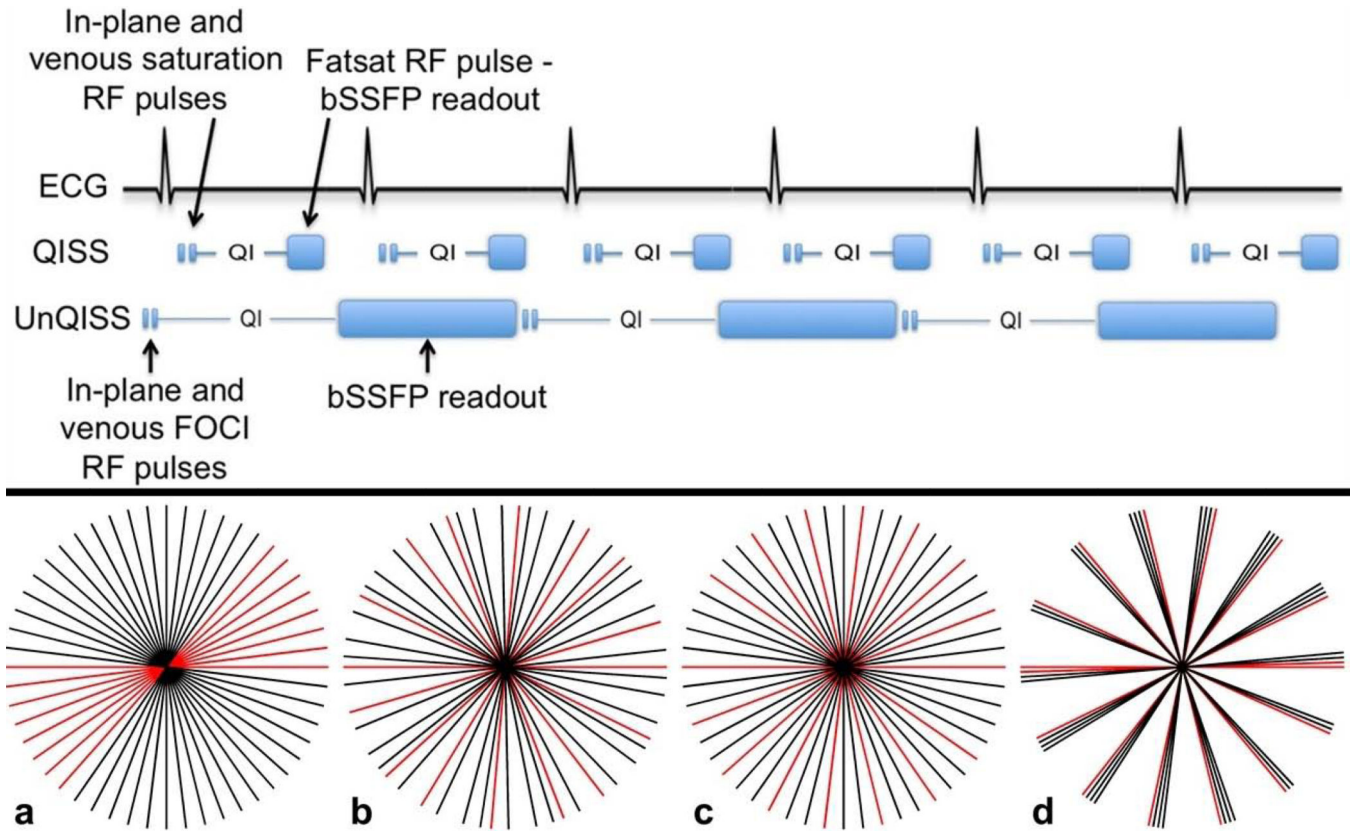 In-plane and
venous saturation
RF pulses
Fatsat RF pulse -
bSSFP readout
ECG
QISS
QI
QI
QI
QI
QI
QI
UnQISS
QI
QI
QI
In-plane and
venous FOCI
RF pulses
bSSFP readout
a
b
c
d